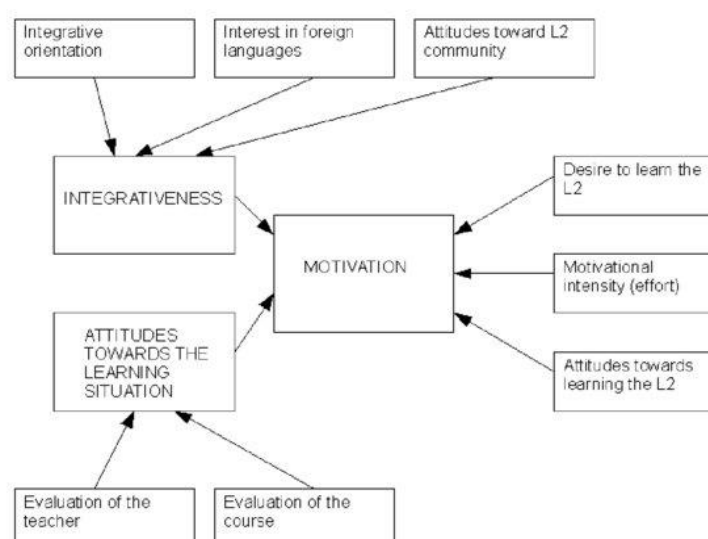 Integrative
orientation
Interest in foreign
languages
Attitudes toward L2
community
INTEGRATIVENESS
Desire to learn the
L2
MOTIVATION
Motivational
intensity (effort)
ATTITUDES
TOWARDS THE
LEARNING
SITUATION
Attitudes towards
learning the L2
Evaluation of the
teacher
Evaluation of the
course